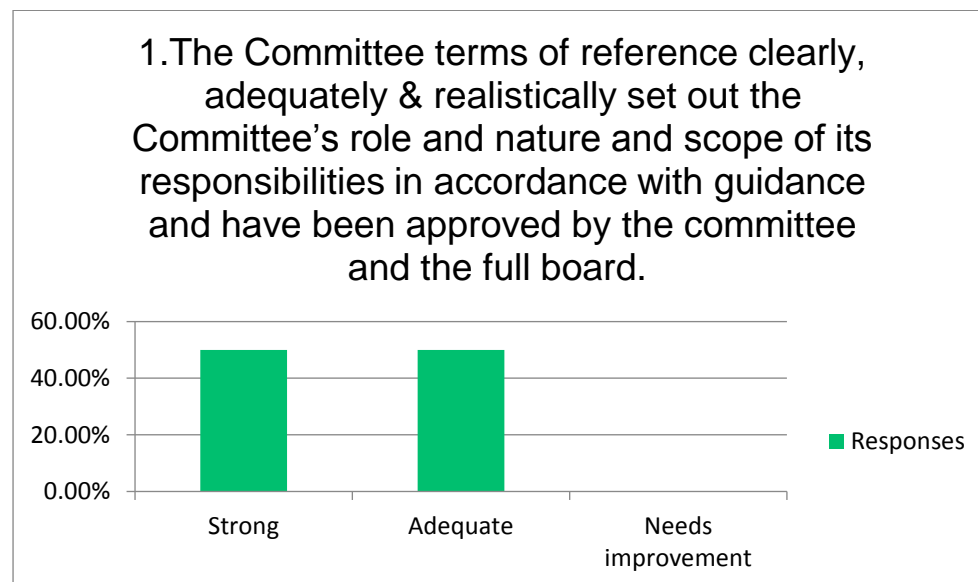 1.The Committee terms of reference clearly,
adequately & realistically set out the
Committee’s role and nature and scope of its
responsibilities in accordance with guidance
and have been approved by the committee
and the full board.
60.00%
40.00%
20.00%
0.00%
Strong
Adequate
Needs
improvement
Responses